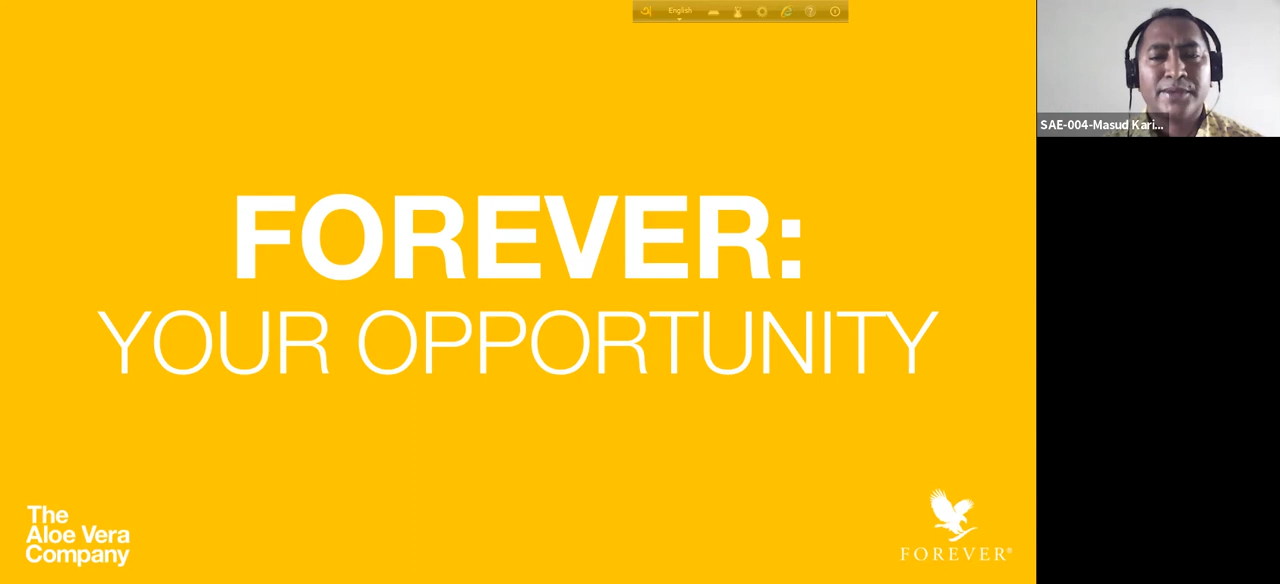 অ
English
SAE-004-Masud Kari...
FOREVER:
YOUR OPPORTUNITY
The
Aloe Vera
Company
FOREVER®